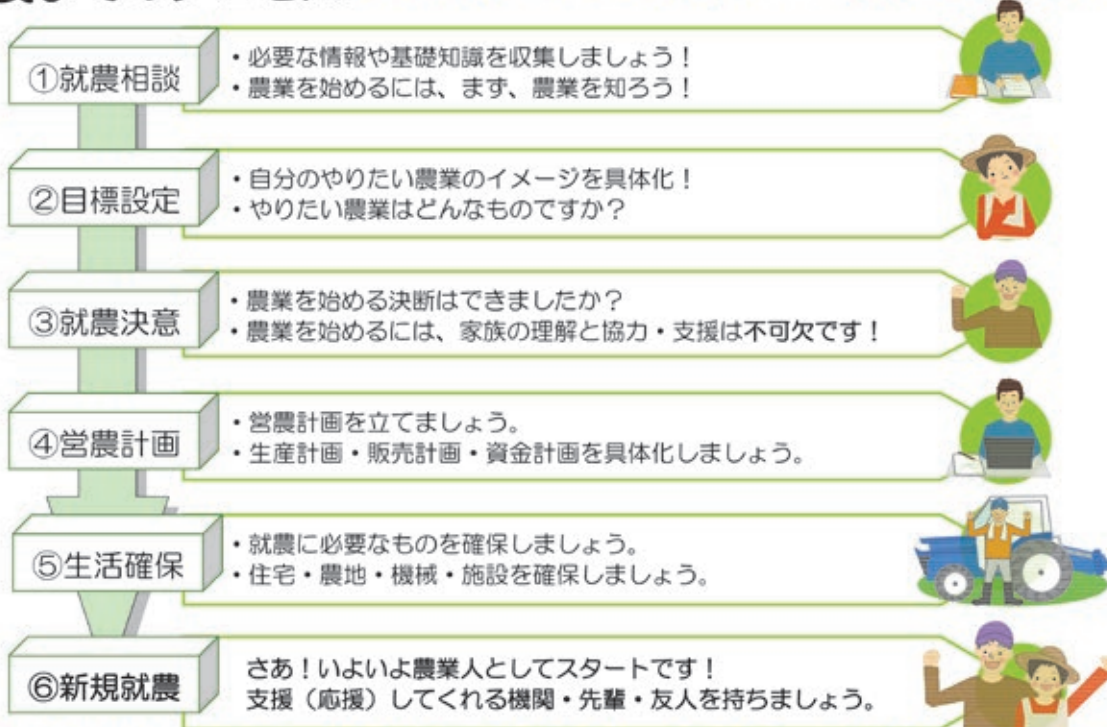 ①就農相談
・必要な情報や基礎知識を収集しましょう！
・農業を始めるには、まず、農業を知ろう！
②目標設定
・自分のやりたい農業のイメージを具体化！
・やりたい農業はどんなものですか？
③就農決意
・農業を始める決断はできましたか？
・農業を始めるには、家族の理解と協力・支援は不可欠です！
④営農計画
・営農計画を立てましょう。
・生産計画・販売計画・資金計画を具体化しましょう。
⑤生活確保
・就農に必要なものを確保しましょう。
・住宅・農地・機械・施設を確保しましょう。
⑥新規就農
さあ！いよいよ農業人としてスタートです！
支援（応援）してくれる機関・先輩・友人を持ちましょう。